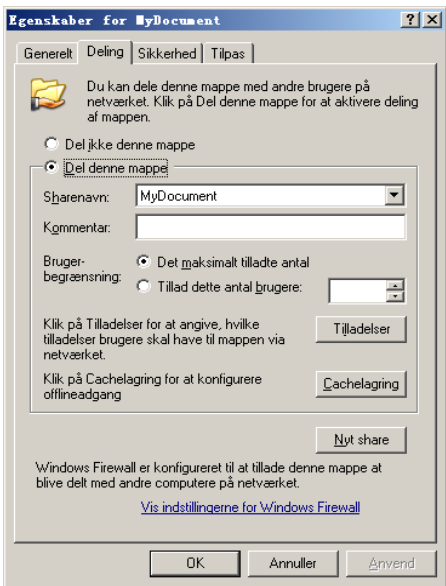 Egenskaber for MyDocument
Generelt Deling Sikkerhed Tilpas
Du kan dele denne mappe med andre brugere på
netværket. Klik på Del denne mappe for at aktivere deling
af mappen.
Del ikke denne mappe
Del denne mappe
Sharenavn: MyDocument
Kommentar:
Bruger-
begrænsning:
Det maksimalt tilladte antal
Tillad dette antal brugere:
Klik på Tilladelser for at angive, hvilke
tilladelser brugere skal have til mappen via
netværket.
Tilladelser
Klik på Cachelagring for at konfigurere
offlineadgang
Cachelagring
Nyt share
Windows Firewall er konfigureret til at tillade denne mappe at
blive delt med andre computere på netværket.
Vis indstillingerne for Windows Firewall
OK Annuller Anvend